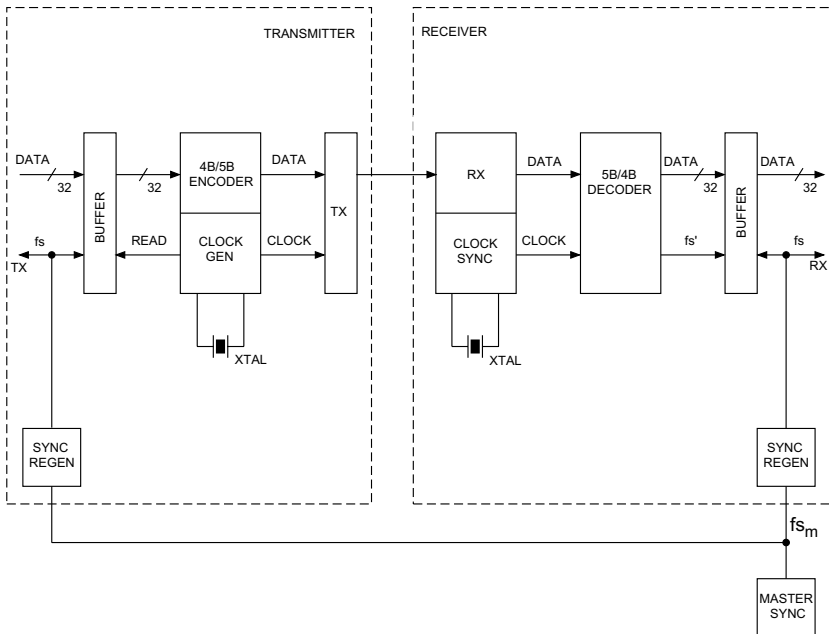 TRANSMITTER
RECEIVER
DATA
32
BUFFER
32
4B/5B
ENCODER
DATA
TX
RX
DATA
5B/4B
DECODER
DATA
32
BUFFER
DATA
32
fs
TX
READ
CLOCK
GEN
CLOCK
CLOCK
SYNC
CLOCK
fs'
fs
RX
XTAL
XTAL
SYNC
REGEN
SYNC
REGEN
fsm
MASTER
SYNC